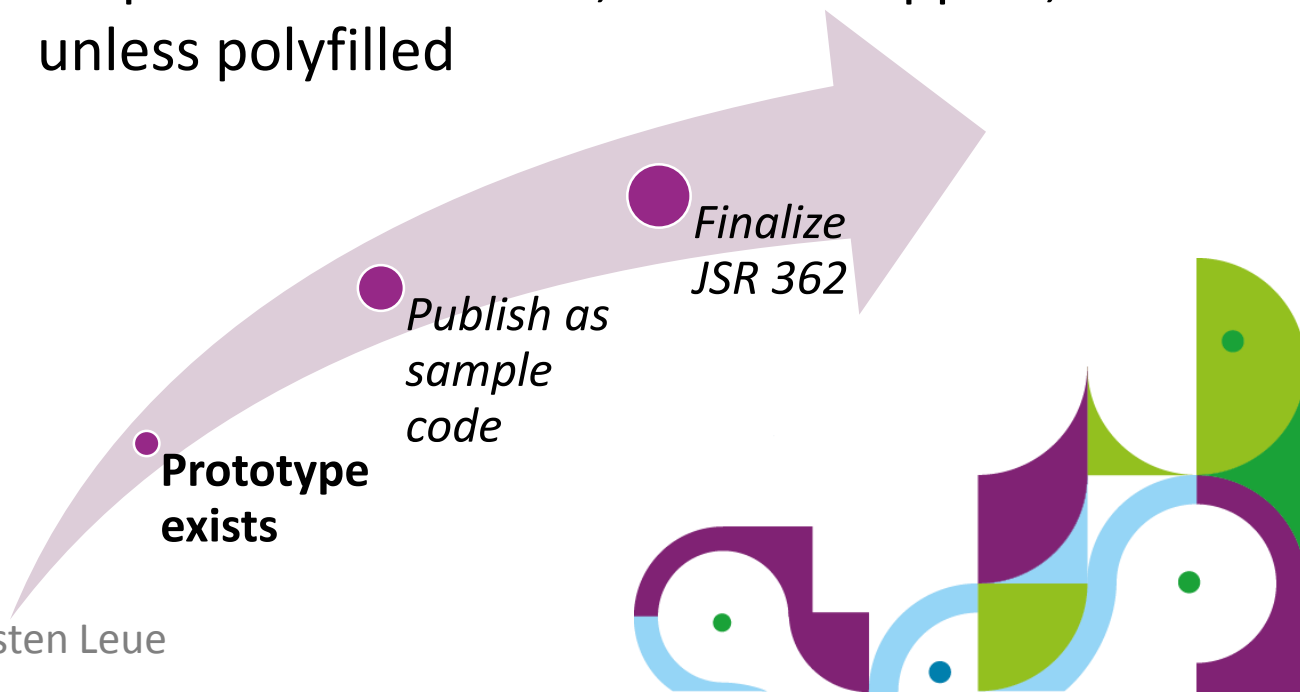 unless polyfilled
Finalize
JSR 362
Publish as
sample
code
Prototype
exists
sten Leue